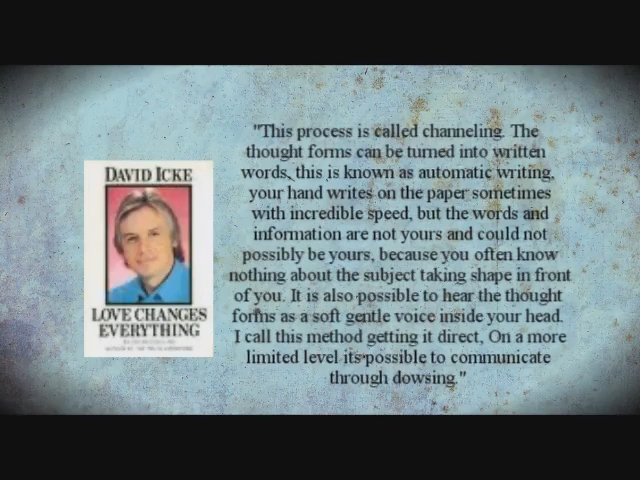 DAVID ICKE
LOVE CHANGES
EVERYTHING
"This process is called channeling. The
thought forms can be turned into written
words, this is known as automatic writing,
your hand writes on the paper sometimes
with incredible speed, but the words and
information are not yours and could not
possibly be yours, because you often know
nothing about the subject taking shape in front
of you. It is also possible to hear the thought
forms as a soft gentle voice inside your head.
I call this method getting it direct, On a more
limited level its possible to communicate
through dowsing."